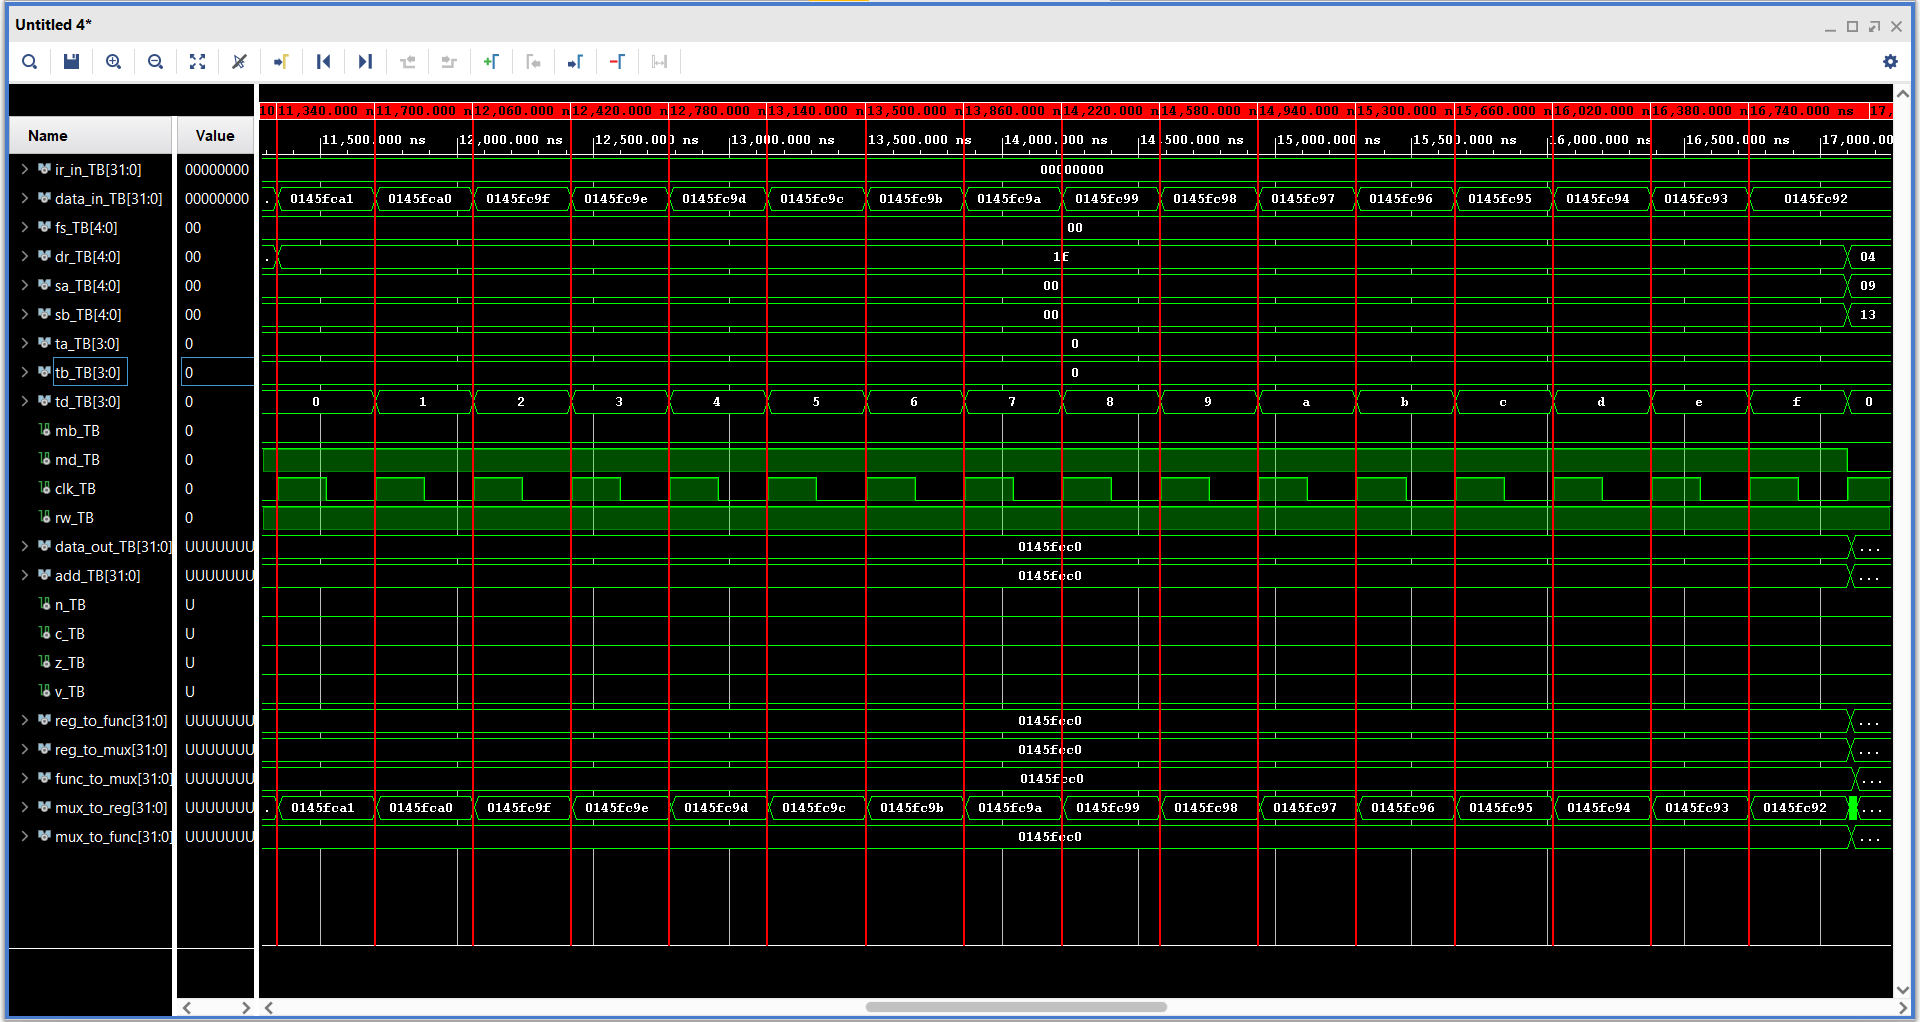 Untitled 4*
10 11,340.000 n 11,700.000 n 12,060.000 n 12,420.000 n 12,780.000 n 13,140.000 n 13,500.000 n 13,860.000 n 14,220.000 n 14,580.000 n 14,940.000 n 15,300.000 n 15,660.000 n 16,020.000 n 16,380.000 n 16,740.000 ns 17,
Name Value 11,500.000 ns 12,000.000 ns 12,500.000 ns 13,000.000 ns 13,500.000 ns 14,000.000 ns 14,500.000 ns 15,000.000 ns 15,500.000 ns 16,000.000 ns 16,500.000 ns 17,000.00
ir_in_TB[31:0] 00000000 00000000
data_in_TB[31:0] 00000000 . 0145fca1 0145fca0 0145fc9f 0145fc9e 0145fc9d 0145fc9c 0145fc9b 0145fc9a 0145fc99 0145fc98 0145fc97 0145fc96 0145fc95 0145fc94 0145fc93 0145fc92
fs_TB[4:0] 00 00
dr_TB[4:0] 00 . 1f 04
sa_TB[4:0] 00 00 09
sb_TB[4:0] 00 00 13
ta_TB[3:0] 0 0
tb_TB[3:0] 0 0
td_TB[3:0] 0 0 1 2 3 4 5 6 7 8 9 a b c d e f 0
mb_TB 0
md_TB 0
clk_TB 0
rw_TB 0
data_out_TB[31:0] UUUUUUU 0145fcc0 ...
add_TB[31:0] UUUUUUU 0145fcc0 ...
n_TB U
c_TB U
z_TB U
v_TB U
reg_to_func[31:0] UUUUUUU 0145fcc0 ...
reg_to_mux[31:0] UUUUUUU 0145fcc0 ...
func_to_mux[31:0] UUUUUUU 0145fcc0 ...
mux_to_reg[31:0] UUUUUUU . 0145fca1 0145fca0 0145fc9f 0145fc9e 0145fc9d 0145fc9c 0145fc9b 0145fc9a 0145fc99 0145fc98 0145fc97 0145fc96 0145fc95 0145fc94 0145fc93 0145fc92 ...
mux_to_func[31:0] UUUUUUU 0145fcc0 ...